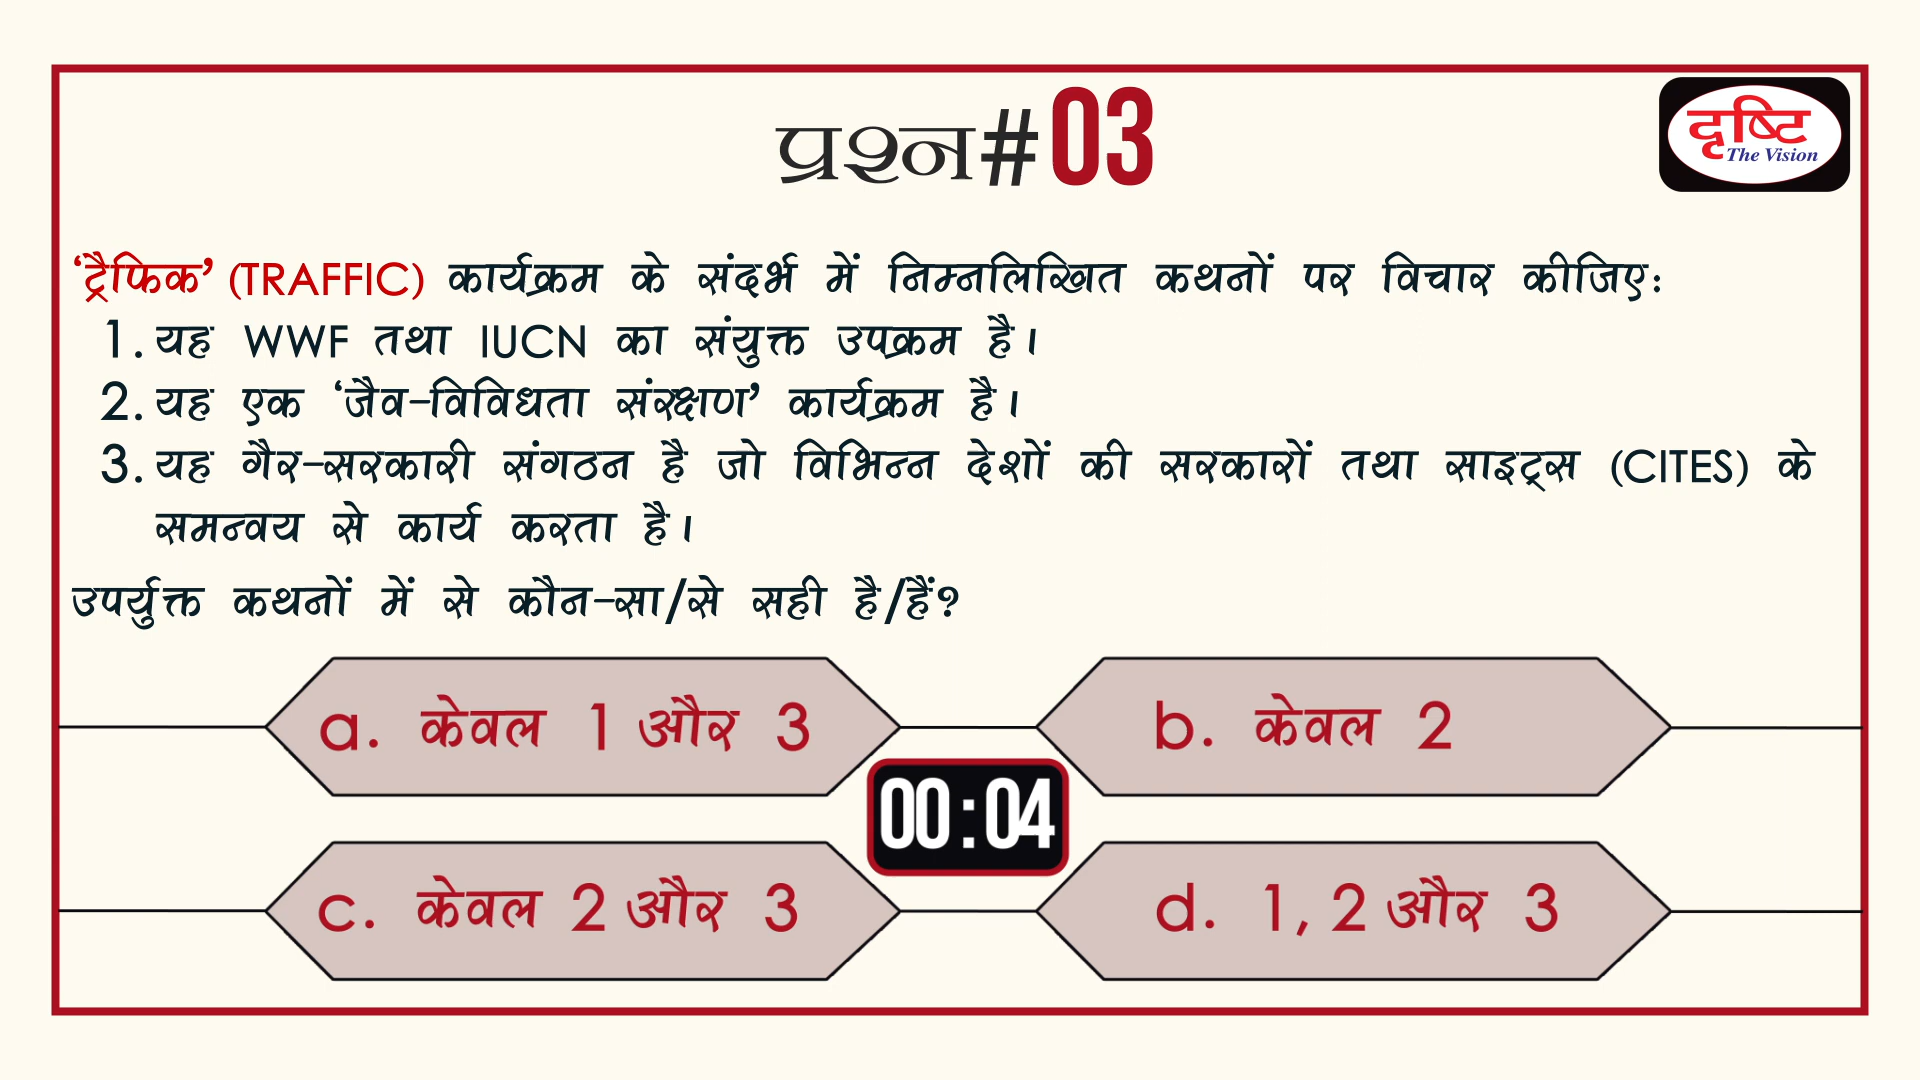 प्रश्न#03
दृष्टि
The Vision
‘ट्रैफिक’ (TRAFFIC) कार्यक्रम के संदर्भ में निम्नलिखित कथनों पर विचार कीजिए:
1. यह WWF तथा IUCN का संयुक्त उपक्रम है।
2. यह एक ‘जैव-विविधता संरक्षण’ कार्यक्रम है।
3. यह गैर-सरकारी संगठन है जो विभिन्न देशों की सरकारों तथा साइट्स (CITES) के
समन्वय से कार्य करता है।
उपर्युक्त कथनों में से कौन-सा/से सही है/हैं?
a. केवल 1 और 3
b. केवल 2
00:04
c. केवल 2 और 3
d. 1, 2 और 3